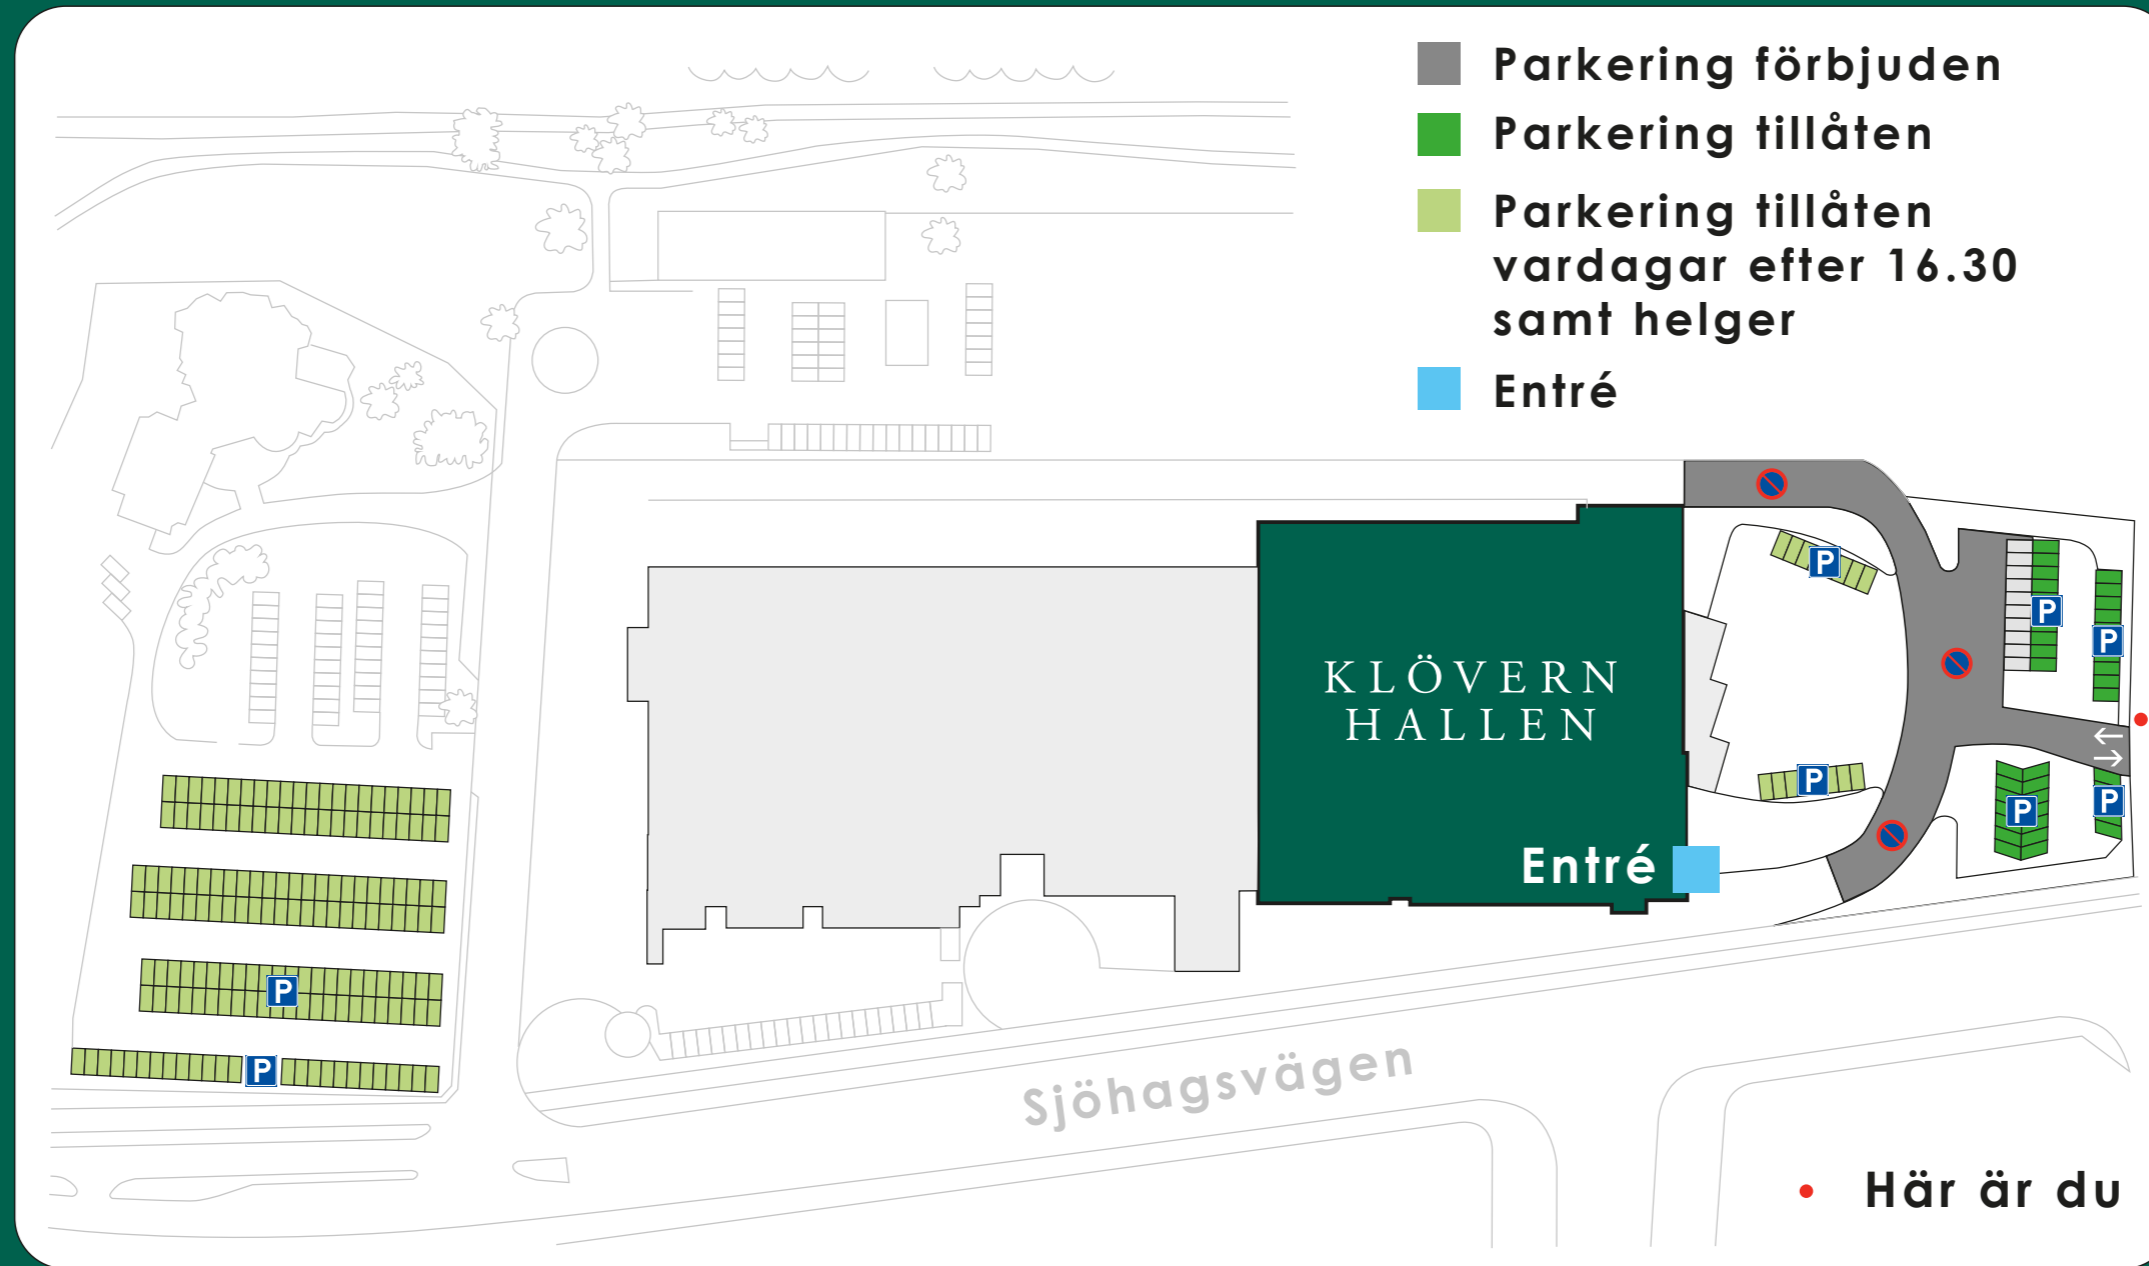 Parkering förbjuden
Parkering tillåten
Parkering tillåten
vardagar efter 16.30
samt helger
Entré
P
P
P
KLÖVERN
HALLEN
P
P
P
Entré
P
P
P
Sjöhagsvägen
Här är du